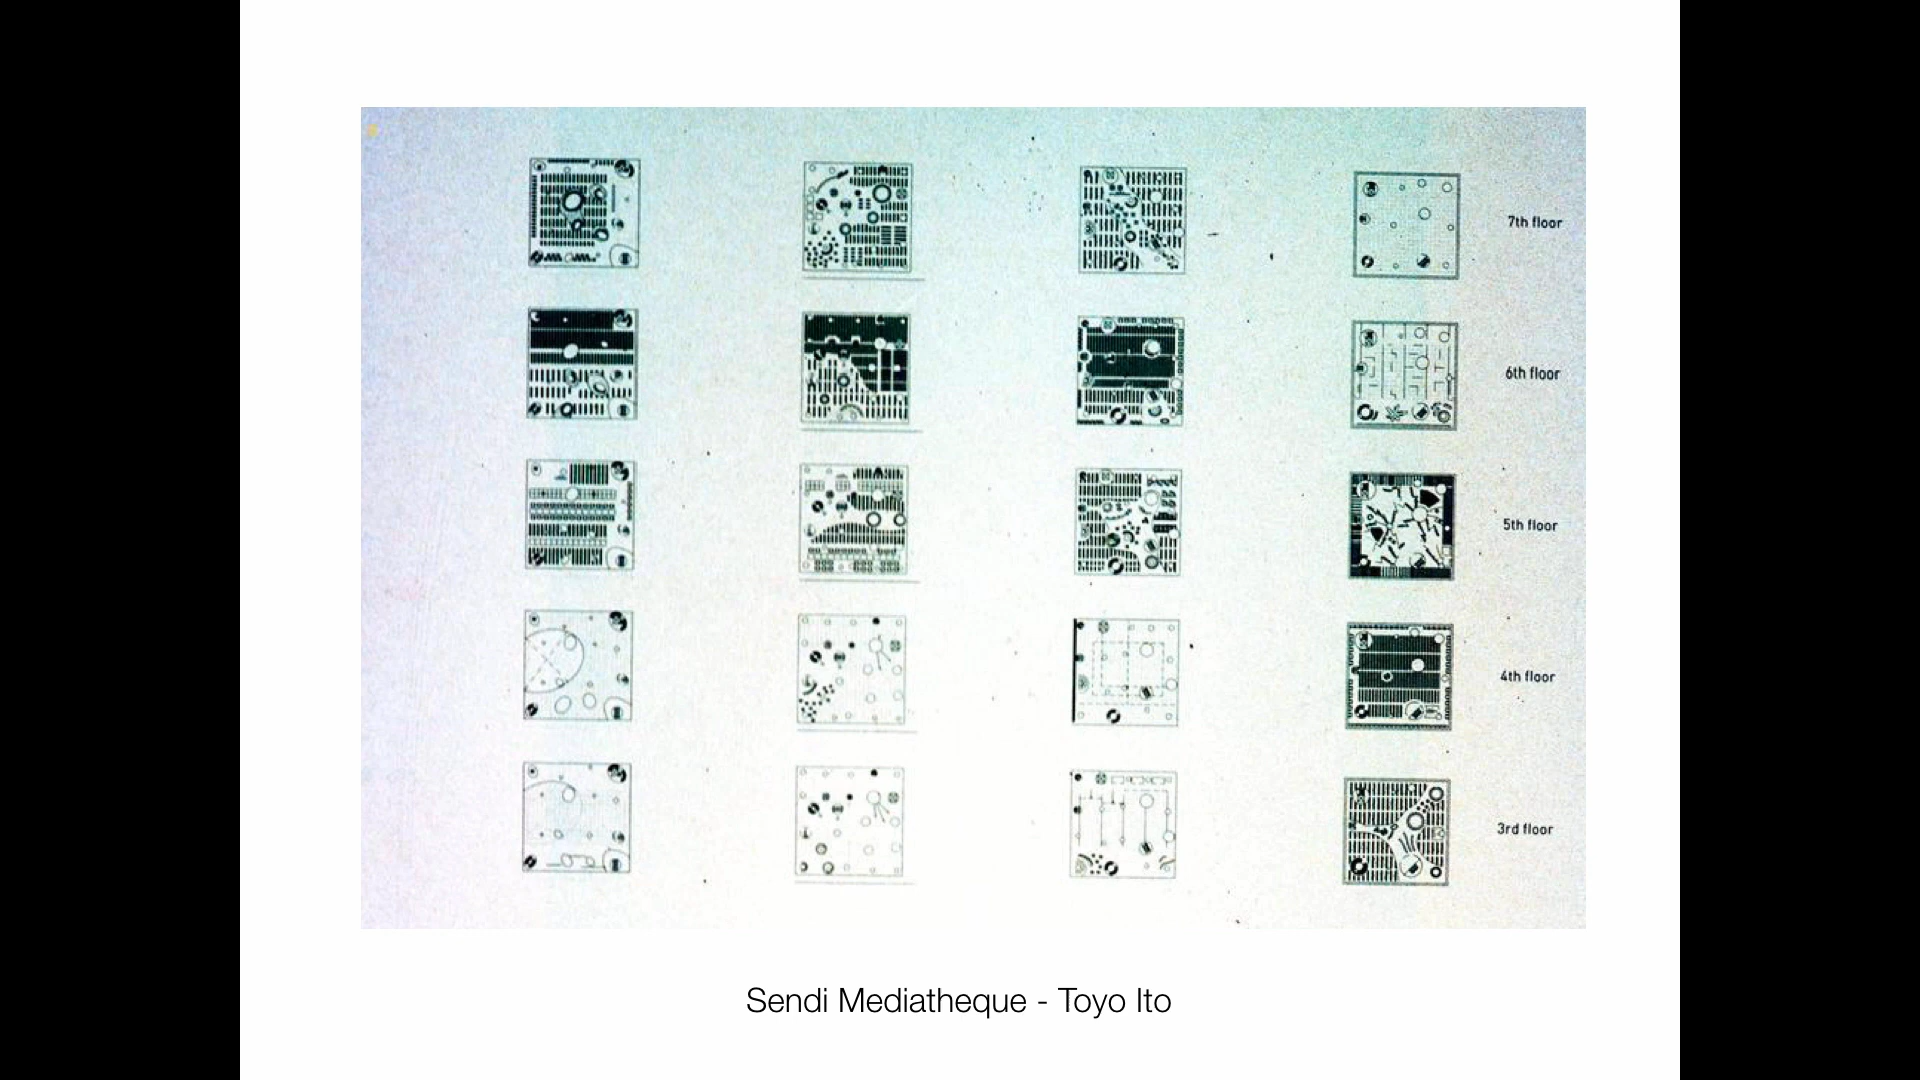 7th floor
6th floor
5th floor
4th floor
3rd floor
Sendi Mediatheque - Toyo Ito